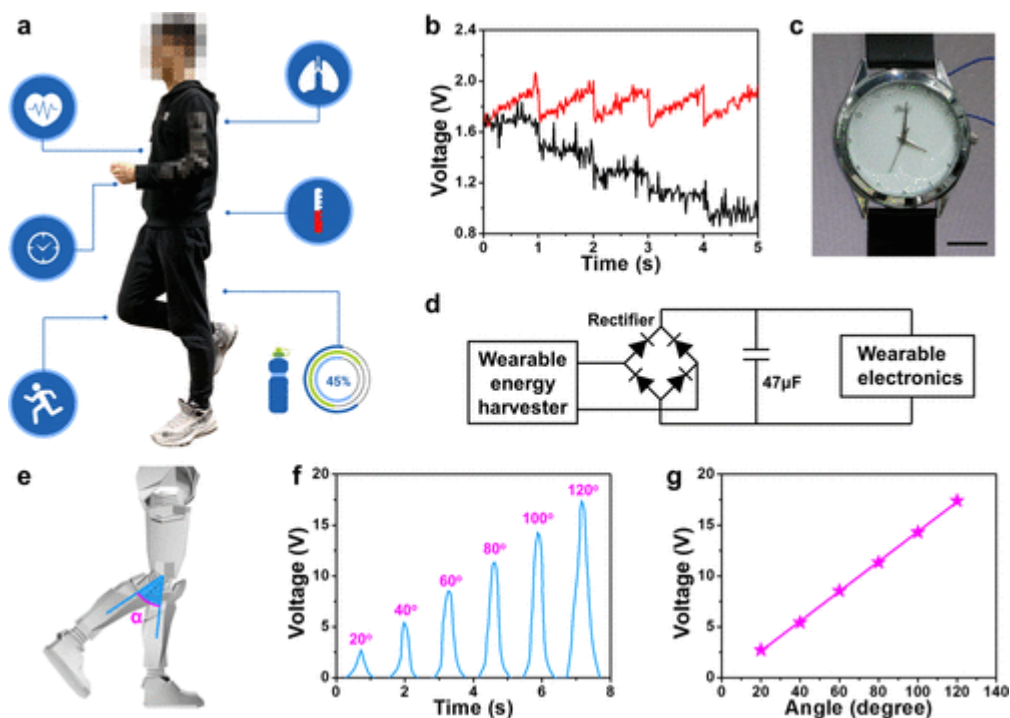 a
45%
b
2.4
2.0
1.6
1.2
0.8
Voltage (V)
0
1
2
3
4
5
Time (s)
c
d
Rectifier
Wearable
energy
harvester
47μF
Wearable
electronics
e
α
f
20
15
10
5
0
Voltage (V)
20°
40°
60°
80°
100°
120°
0
2
4
6
8
Time (s)
g
20
15
10
5
0
Voltage (V)
0
20
40
60
80
100
120
140
Angle (degree)